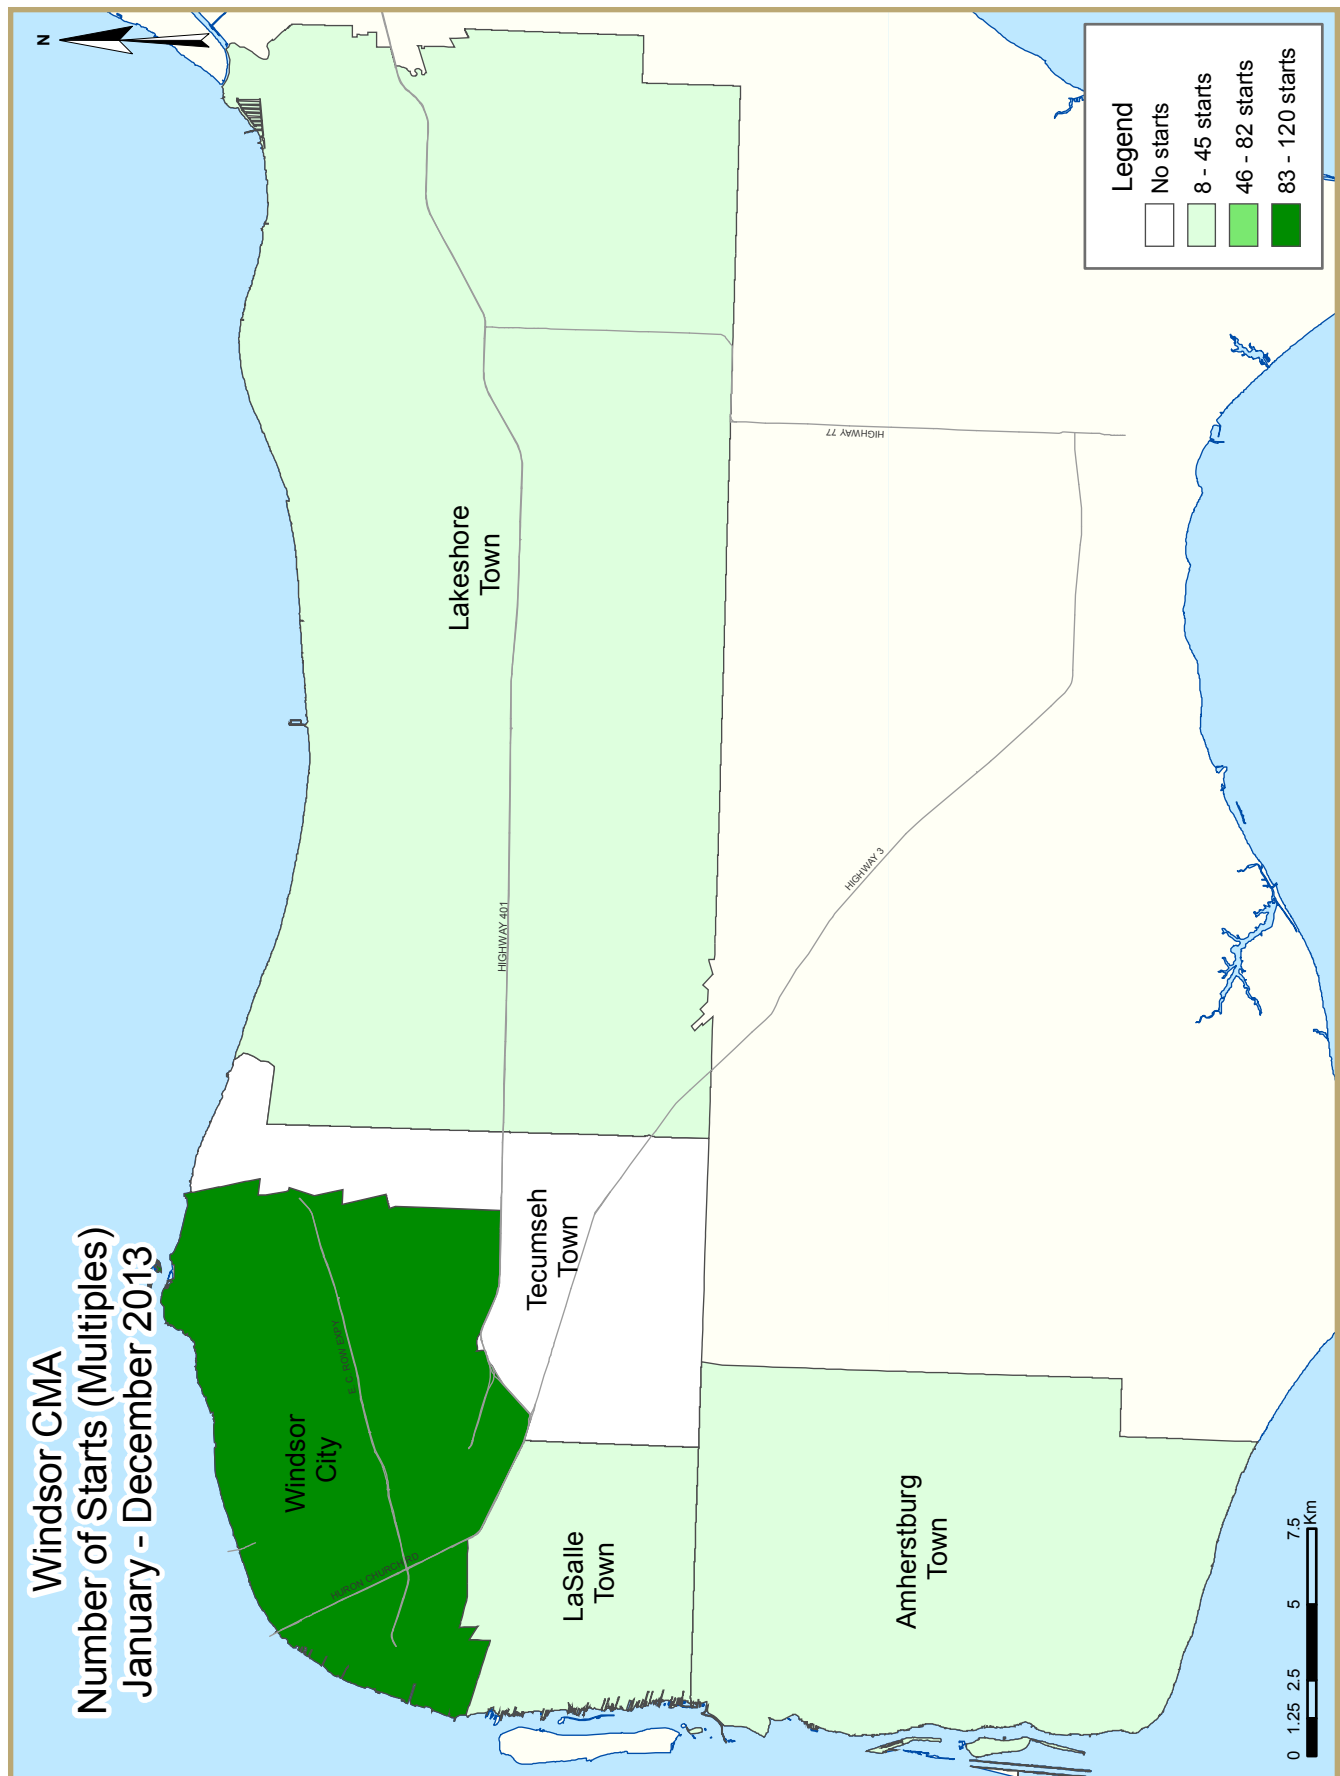 Windsor CMA
Number of Starts (Multiples)
January - December 2013
N
Windsor
City
E.C. ROW EXPY
HURON CHURCH RD
LaSalle
Town
Tecumseh
Town
Lakeshore
Town
Amherstburg
Town
HIGHWAY 401
HIGHWAY 3
HIGHWAY 77
Legend
No starts
8 - 45 starts
46 - 82 starts
83 - 120 starts
0 1.25 2.5 5 7.5
Km